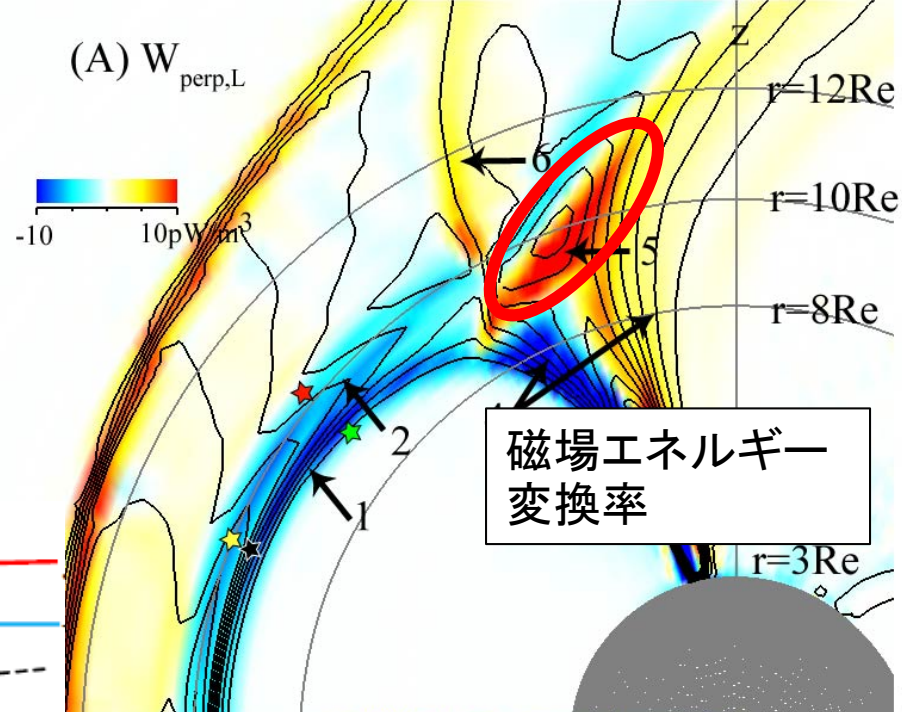 (A) W perp,L
z
r=12Re
6
-10
10pW/m³
r=10Re
5
r=8Re
2
磁場エネルギー
変換率
1
r=3Re